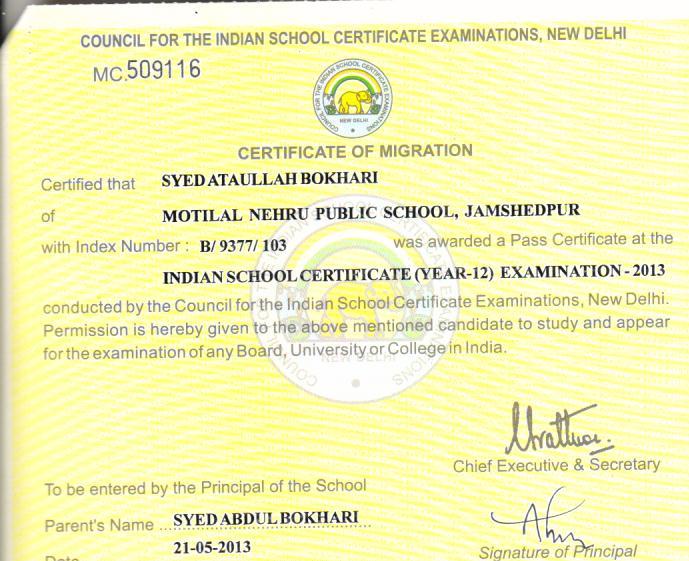 COUNCIL FOR THE INDIAN SCHOOL CERTIFICATE EXAMINATIONS, NEW DELHI
MC.509116
COUNCIL FOR THE INDIAN SCHOOL CERTIFICATE EXAMINATIONS
NEW DELHI
CERTIFICATE OF MIGRATION
Certified that SYED ATAULLAH BOKHARI
of MOTILAL NEHRU PUBLIC SCHOOL, JAMSHEDPUR
with Index Number : B/ 9377/ 103 was awarded a Pass Certificate at the
INDIAN SCHOOL CERTIFICATE (YEAR-12) EXAMINATION - 2013
conducted by the Council for the Indian School Certificate Examinations, New Delhi.
Permission is hereby given to the above mentioned candidate to study and appear
for the examination of any Board, University or College in India.
NEW DELHI
Chief Executive & Secretary
To be entered by the Principal of the School
Parent's Name ... SYED ABDUL BOKHARI
Date 21-05-2013
Signature of Principal